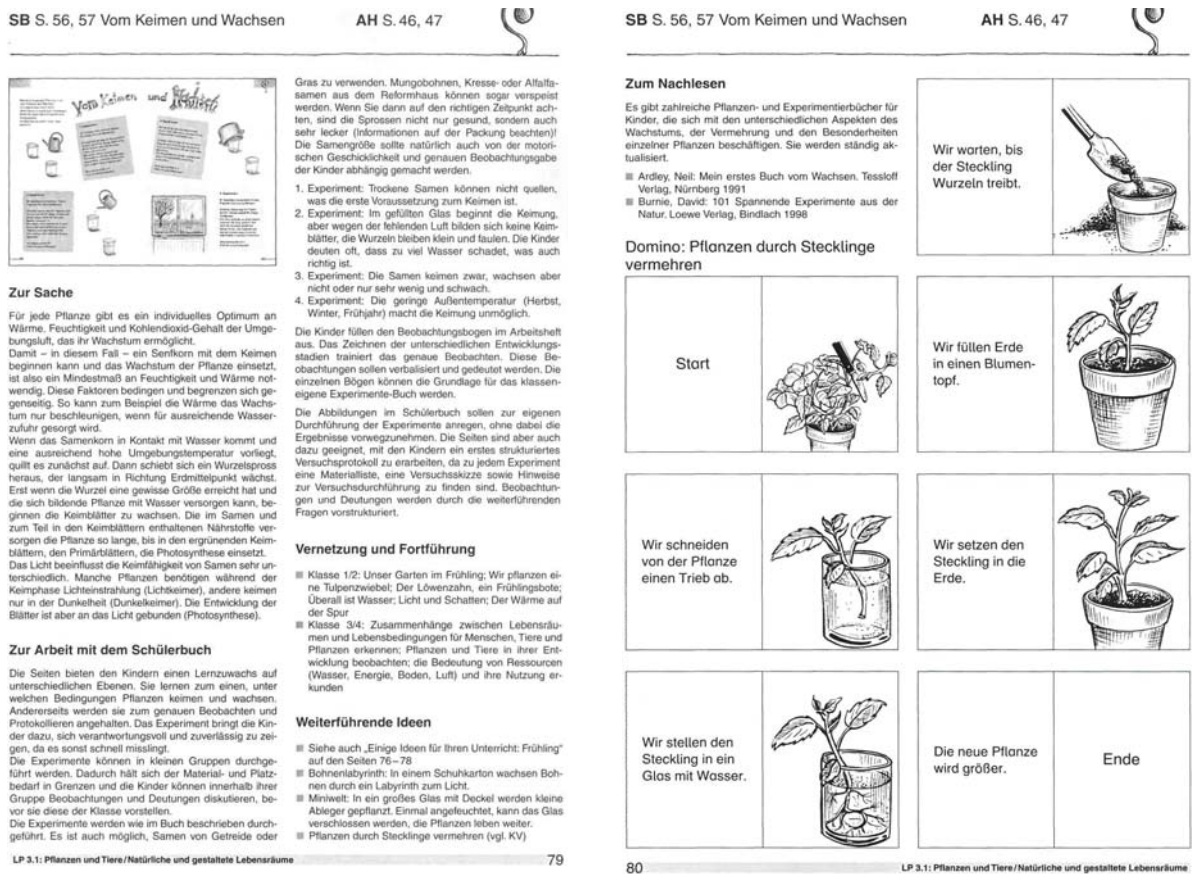 SB S. 56, 57 Vom Keimen und Wachsen
AH S. 46, 47
Vom Keimen und
Zur Sache
Für jede Pflanze gibt es ein individuelles Optimum an
Wärme, Feuchtigkeit und Kohlendioxid-Gehalt der Umge-
bungsluft, das ihr Wachstum ermöglicht.
Damit – in diesem Fall – ein Senfkorn mit dem Keimen
beginnen kann und das Wachstum der Pflanze einsetzt,
ist also ein Mindestmaß an Feuchtigkeit und Wärme not-
wendig. Diese Faktoren bedingen und begrenzen sich ge-
genseitig. So kann zum Beispiel die Wärme das Wachs-
tum nur beschleunigen, wenn für ausreichende Wasser-
zufuhr gesorgt wird.
Wenn das Samenkorn in Kontakt mit Wasser kommt und
eine ausreichend hohe Umgebungstemperatur vorliegt,
quillt es zunächst auf. Dann schiebt sich ein Wurzelspross
heraus, der langsam in Richtung Erdmittelpunkt wächst.
Erst wenn die Wurzel eine gewisse Größe erreicht hat und
die sich bildende Pflanze mit Wasser versorgen kann, be-
ginnen die Keimblätter zu wachsen. Die im Samen und
zum Teil in den Keimblättern enthaltenen Nährstoffe ver-
sorgen die Pflanze so lange, bis in den ergrünenden Keim-
blättern, den Primärblättern, die Photosynthese einsetzt.
Das Licht beeinflusst die Keimfähigkeit von Samen sehr un-
terschiedlich. Manche Pflanzen benötigen während der
Keimphase Lichteinstrahlung (Lichtkeimer), andere keimen
nur in der Dunkelheit (Dunkelkeimer). Die Entwicklung der
Blätter ist aber an das Licht gebunden (Photosynthese).
Zur Arbeit mit dem Schülerbuch
Die Seiten bieten den Kindern einen Lernzuwachs auf
unterschiedlichen Ebenen. Sie lernen zum einen, unter
welchen Bedingungen Pflanzen keimen und wachsen.
Andererseits werden sie zum genauen Beobachten und
Protokollieren angehalten. Das Experiment bringt die Kin-
der dazu, sich verantwortungsvoll und zuverlässig zu zei-
gen, da es sonst schnell misslingt.
Die Experimente können in kleinen Gruppen durchge-
führt werden. Dadurch hält sich der Material- und Platz-
bedarf in Grenzen und die Kinder können innerhalb ihrer
Gruppe Beobachtungen und Deutungen diskutieren, be-
vor sie diese der Klasse vorstellen.
Die Experimente werden wie im Buch beschrieben durch-
geführt. Es ist auch möglich, Samen von Getreide oder
Gras zu verwenden. Mungobohnen, Kresse- oder Alfalfa-
samen aus dem Reformhaus können sogar verspeist
werden. Wenn Sie dann auf den richtigen Zeitpunkt ach-
ten, sind die Sprossen nicht nur gesund, sondern auch
sehr lecker (Informationen auf der Packung beachten)!
Die Samengröße sollte natürlich auch von der motori-
schen Geschicklichkeit und genauen Beobachtungsgabe
der Kinder abhängig gemacht werden.
1. Experiment: Trockene Samen können nicht quellen,
was die erste Voraussetzung zum Keimen ist.
2. Experiment: Im gefüllten Glas beginnt die Keimung,
aber wegen der fehlenden Luft bilden sich keine Keim-
blätter, die Wurzeln bleiben klein und faulen. Die Kinder
deuten oft, dass zu viel Wasser schadet, was auch
richtig ist.
3. Experiment: Die Samen keimen zwar, wachsen aber
nicht oder nur sehr wenig und schwach.
4. Experiment: Die geringe Außentemperatur (Herbst,
Winter, Frühjahr) macht die Keimung unmöglich.
Die Kinder füllen den Beobachtungsbogen im Arbeitsheft
aus. Das Zeichnen der unterschiedlichen Entwicklungs-
stadien trainiert das genaue Beobachten. Diese Be-
obachtungen sollen verbalisiert und gedeutet werden. Die
einzelnen Bögen können die Grundlage für das klassen-
eigene Experimente-Buch werden.
Die Abbildungen im Schülerbuch sollen zur eigenen
Durchführung der Experimente anregen, ohne dabei die
Ergebnisse vorwegzunehmen. Die Seiten sind aber auch
dazu geeignet, mit den Kindern ein erstes strukturiertes
Versuchsprotokoll zu erarbeiten, da zu jedem Experiment
eine Materialliste, eine Versuchsskizze sowie Hinweise
zur Versuchsdurchführung zu finden sind. Beobachtun-
gen und Deutungen werden durch die weiterführenden
Fragen vorstrukturiert.
Vernetzung und Fortführung
Klasse 1/2: Unser Garten im Frühling; Wir pflanzen ei-
ne Tulpenzwiebel; Der Löwenzahn, ein Frühlingsbote;
Überall ist Wasser; Licht und Schatten; Der Wärme auf
der Spur
Klasse 3/4: Zusammenhänge zwischen Lebensräu-
men und Lebensbedingungen für Menschen, Tiere und
Pflanzen erkennen; Pflanzen und Tiere in ihrer Ent-
wicklung beobachten; die Bedeutung von Ressourcen
(Wasser, Energie, Boden, Luft) und ihre Nutzung er-
kunden
Weiterführende Ideen
Siehe auch „Einige Ideen für Ihren Unterricht: Frühling“
auf den Seiten 76–78
Bohnenlabyrinth: In einem Schuhkarton wachsen Boh-
nen durch ein Labyrinth zum Licht.
Miniwelt: In ein großes Glas mit Deckel werden kleine
Ableger gepflanzt. Einmal angefeuchtet, kann das Glas
verschlossen werden, die Pflanzen leben weiter.
Pflanzen durch Stecklinge vermehren (vgl. KV)
LP 3.1: Pflanzen und Tiere/Natürliche und gestaltete Lebensräume
79
SB S. 56, 57 Vom Keimen und Wachsen
AH S. 46, 47
Zum Nachlesen
Es gibt zahlreiche Pflanzen- und Experimentierbücher für
Kinder, die sich mit den unterschiedlichen Aspekten des
Wachstums, der Vermehrung und den Besonderheiten
einzelner Pflanzen beschäftigen. Sie werden ständig ak-
tualisiert.
Ardley, Neil: Mein erstes Buch vom Wachsen. Tessloff
Verlag, Nürnberg 1991
Burnie, David: 101 Spannende Experimente aus der
Natur. Loewe Verlag, Bindlach 1998
Domino: Pflanzen durch Stecklinge
vermehren
Start
Wir schneiden
von der Pflanze
einen Trieb ab.
Wir stellen den
Steckling in ein
Glas mit Wasser.
Wir warten, bis
der Steckling
Wurzeln treibt.
Wir füllen Erde
in einen Blumen-
topf.
Wir setzen den
Steckling in die
Erde.
Die neue Pflanze
wird größer.
Ende
80
LP 3.1: Pflanzen und Tiere/Natürliche und gestaltete Lebensräume